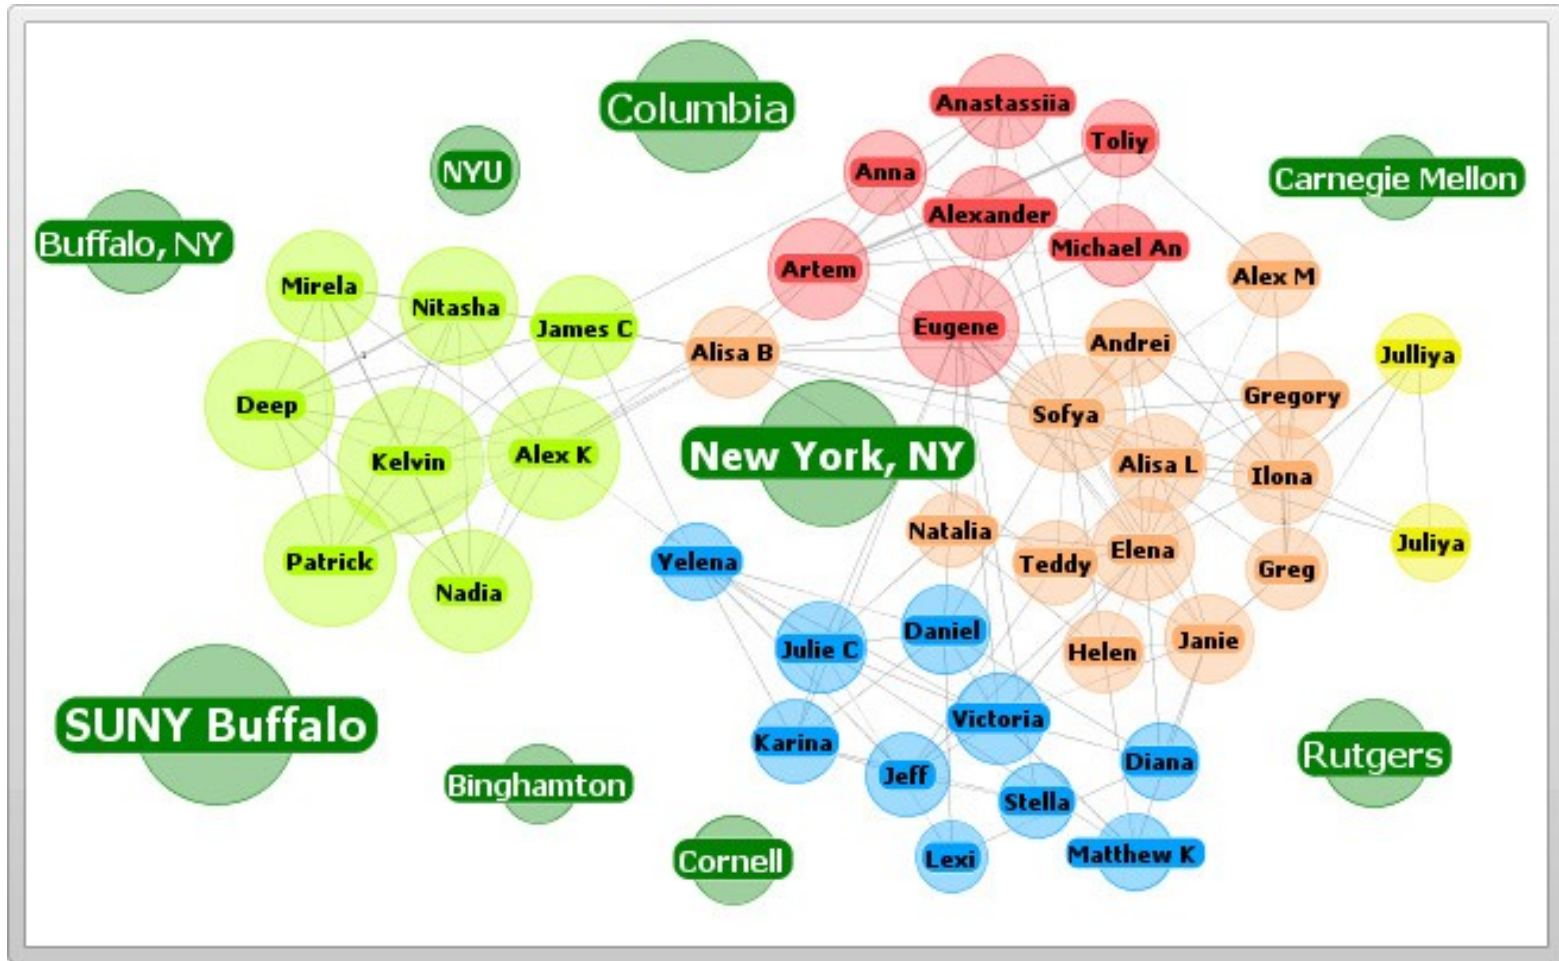 Columbia
Anastassiia
Toliy
NYU
Anna
Carnegie Mellon
Alexander
Buffalo, NY
Michael An
Artem
Alex M
Mirela
Nitasha
James C
Eugene
Andrei
Alisa B
Julliya
Deep
Gregory
Sofya
Kelvin
Alex K
New York, NY
Alisa L
Ilona
Natalia
Elena
Juliya
Patrick
Yelena
Teddy
Greg
Nadia
Daniel
Julie C
Helen
Janie
SUNY Buffalo
Victoria
Karina
Rutgers
Diana
Jeff
Binghamton
Stella
Cornell
Lexi
Matthew K